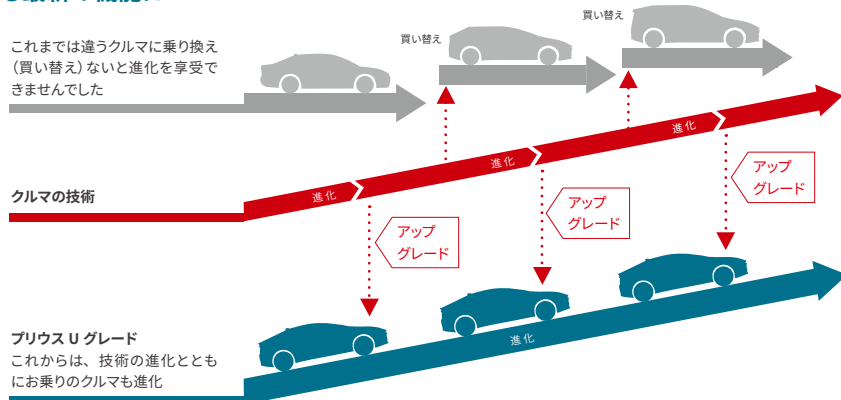 これまでは違うクルマに乗り換え
（買い替え）ないと進化を享受で
きませんでした
買い替え
買い替え
クルマの技術
進化
進化
進化
アップ
グレード
アップ
グレード
アップ
グレード
プリウス U グレード
これからは、技術の進化ととも
にお乗りのクルマも進化
進化